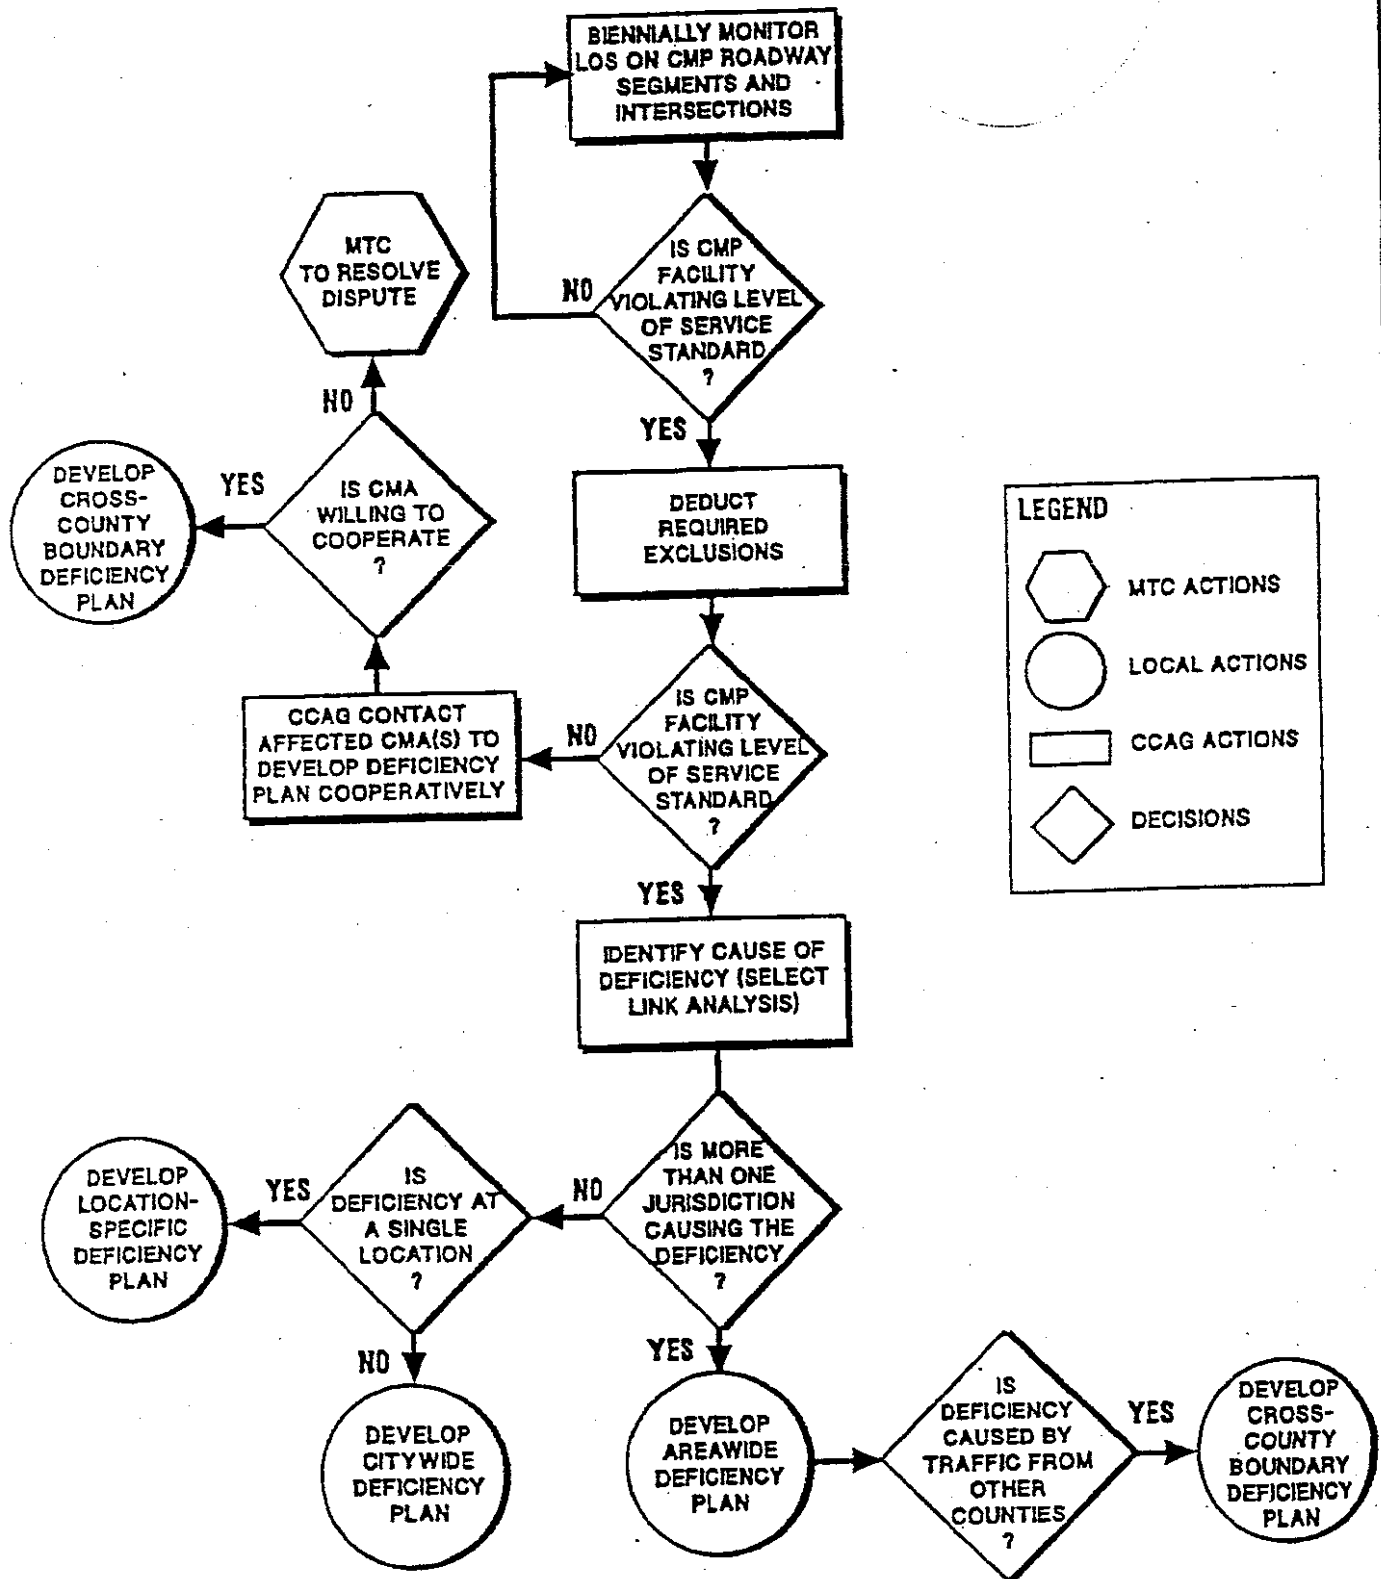 BIENNIALLY MONITOR
LOS ON CMP ROADWAY
SEGMENTS AND
INTERSECTIONS
IS CMP
FACILITY
VIOLATING LEVEL
OF SERVICE
STANDARD
?
NO
YES
MTC
TO RESOLVE
DISPUTE
NO
IS CMA
WILLING TO
COOPERATE
?
YES
DEVELOP
CROSS-
COUNTY
BOUNDARY
DEFICIENCY
PLAN
DEDUCT
REQUIRED
EXCLUSIONS
LEGEND
MTC ACTIONS
LOCAL ACTIONS
CCAG ACTIONS
DECISIONS
CCAG CONTACT
AFFECTED CMA(S) TO
DEVELOP DEFICIENCY
PLAN COOPERATIVELY
NO
IS CMP
FACILITY
VIOLATING LEVEL
OF SERVICE
STANDARD
?
YES
IDENTIFY CAUSE OF
DEFICIENCY (SELECT
LINK ANALYSIS)
IS MORE
THAN ONE
JURISDICTION
CAUSING THE
DEFICIENCY
?
NO
IS
DEFICIENCY AT
A SINGLE
LOCATION
?
YES
DEVELOP
LOCATION-
SPECIFIC
DEFICIENCY
PLAN
NO
DEVELOP
CITYWIDE
DEFICIENCY
PLAN
YES
DEVELOP
AREAWIDE
DEFICIENCY
PLAN
IS
DEFICIENCY
CAUSED BY
TRAFFIC FROM
OTHER
COUNTIES
?
YES
DEVELOP
CROSS-
COUNTY
BOUNDARY
DEFICIENCY
PLAN